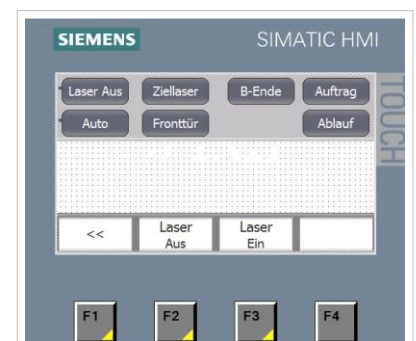 SIEMENS SIMATIC HMI
TOUCH
Laser Aus Ziellaser B-Ende Auftrag
Auto Fronttür Ablauf
<< Laser Aus Laser Ein
F1 F2 F3 F4